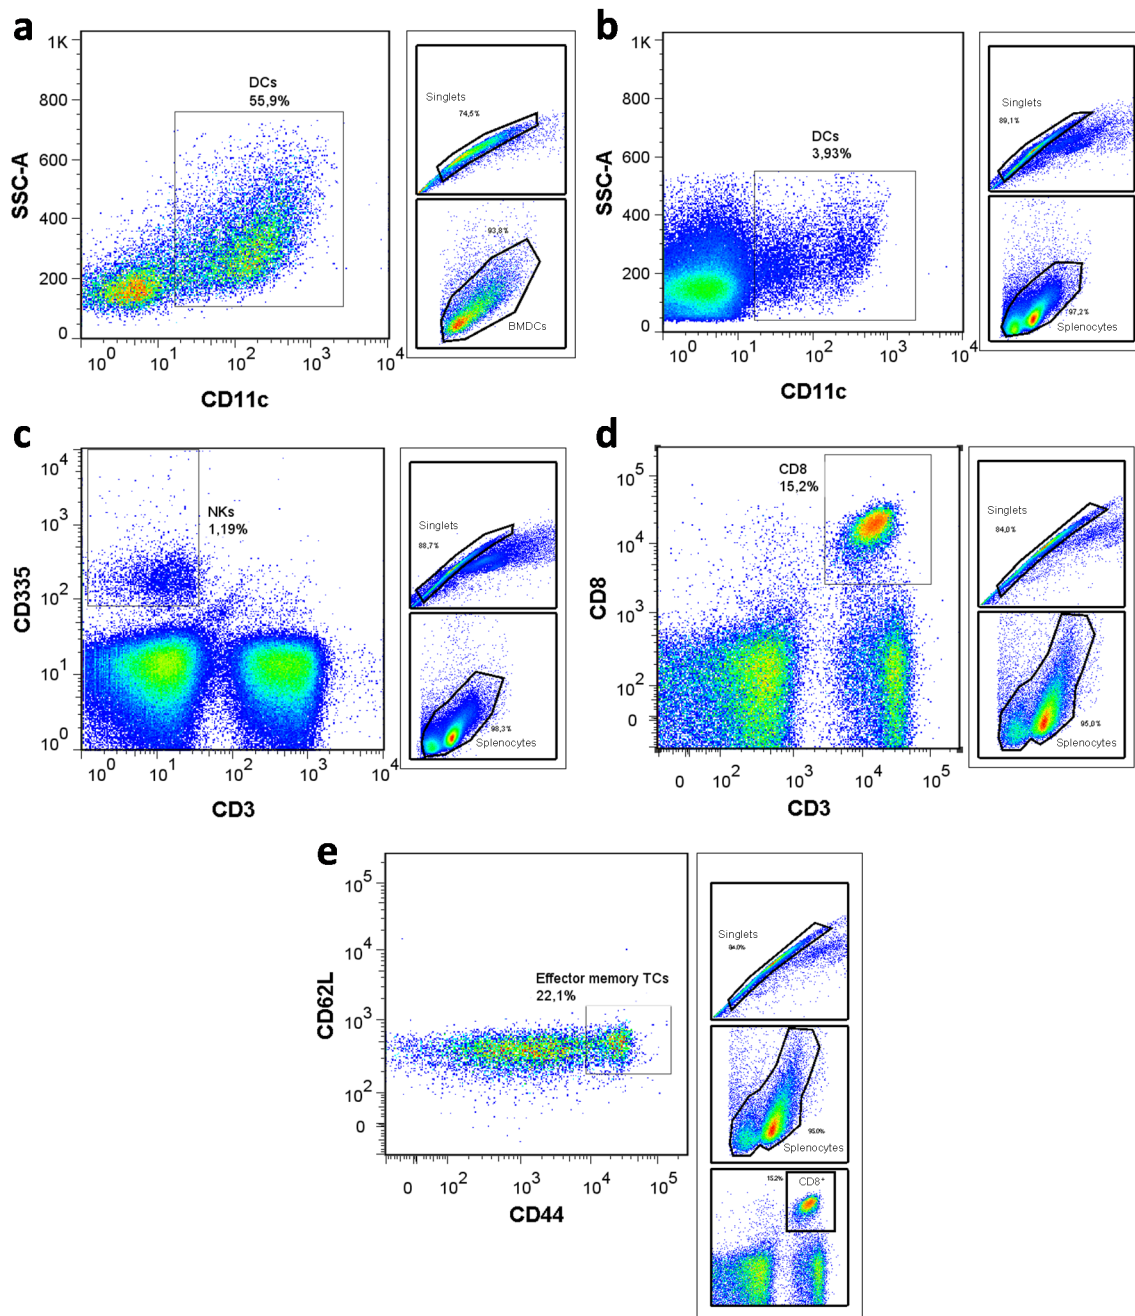 a
1K
800
600
400
200
0
SSC-A
DCs
55,9%
10^0
10^1
10^2
10^3
10^4
CD11c
Singlets
74,5%
93,8%
BMDCs
b
1K
800
600
400
200
0
SSC-A
DCs
3,93%
10^0
10^1
10^2
10^3
10^4
CD11c
Singlets
89,1%
97,2%
Splenocytes
c
10^4
10^3
10^2
10^1
10^0
CD335
NKs
1,19%
10^0
10^1
10^2
10^3
10^4
CD3
Singlets
88,7%
98,3%
Splenocytes
d
10^5
10^4
10^3
10^2
0
CD8
CD8
15,2%
0
10^2
10^3
10^4
10^5
CD3
Singlets
84,0%
95,0%
Splenocytes
e
10^5
10^4
10^3
10^2
0
CD62L
Effector memory TCs
22,1%
0
10^2
10^3
10^4
10^5
CD44
Singlets
84,0%
95,0%
Splenocytes
15,2%
CD8⁺